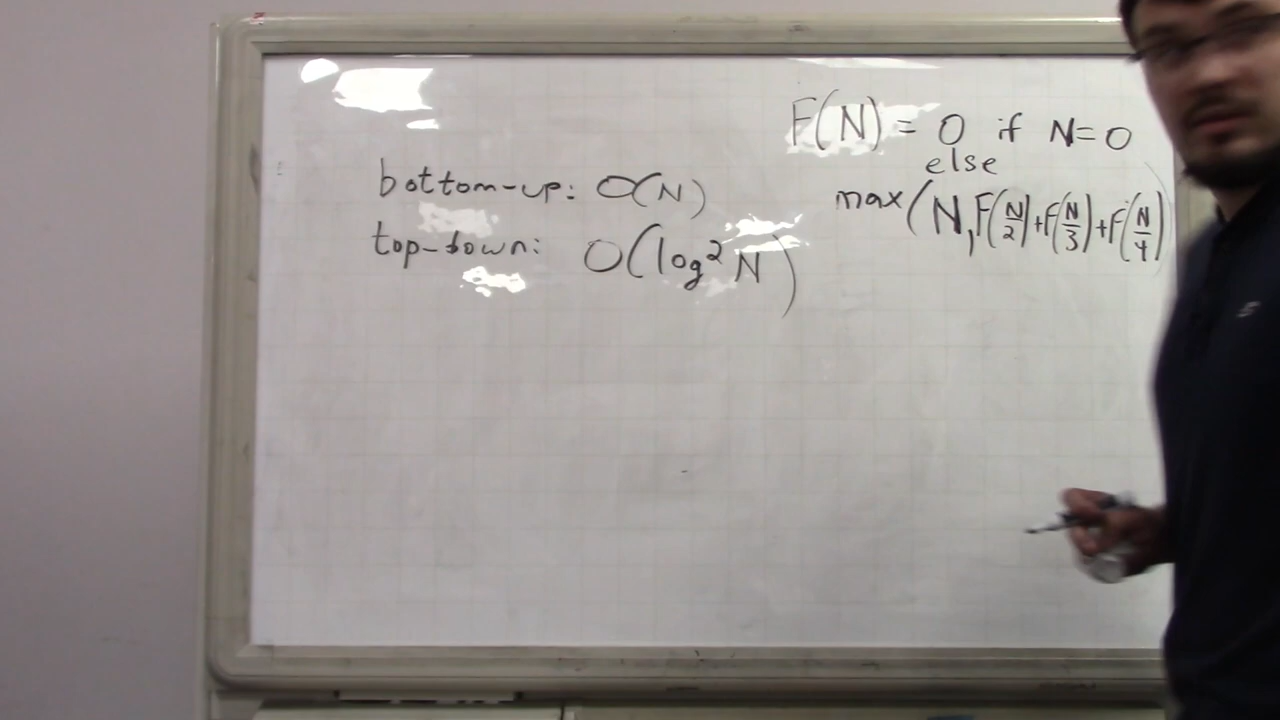 F(N) = 0 if N=0
else
max(N, F(N/2)+F(N/3)+F(N/4))
bottom-up: O(N)
top-down: O(log² N)